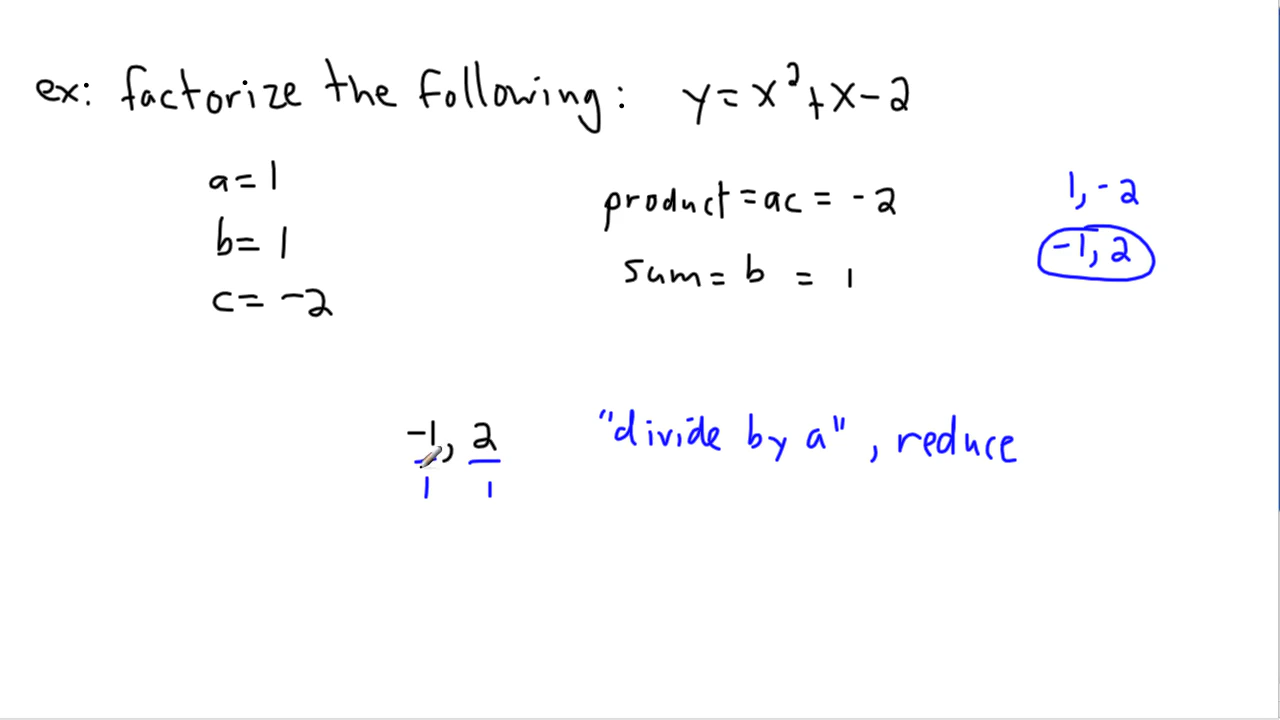 ex: factorize the following: y=x²+x-2
a=1
b=1
c=-2
product=ac=-2
sum=b=1
1,-2
-1,2
-1/1, 2/1
"divide by a", reduce